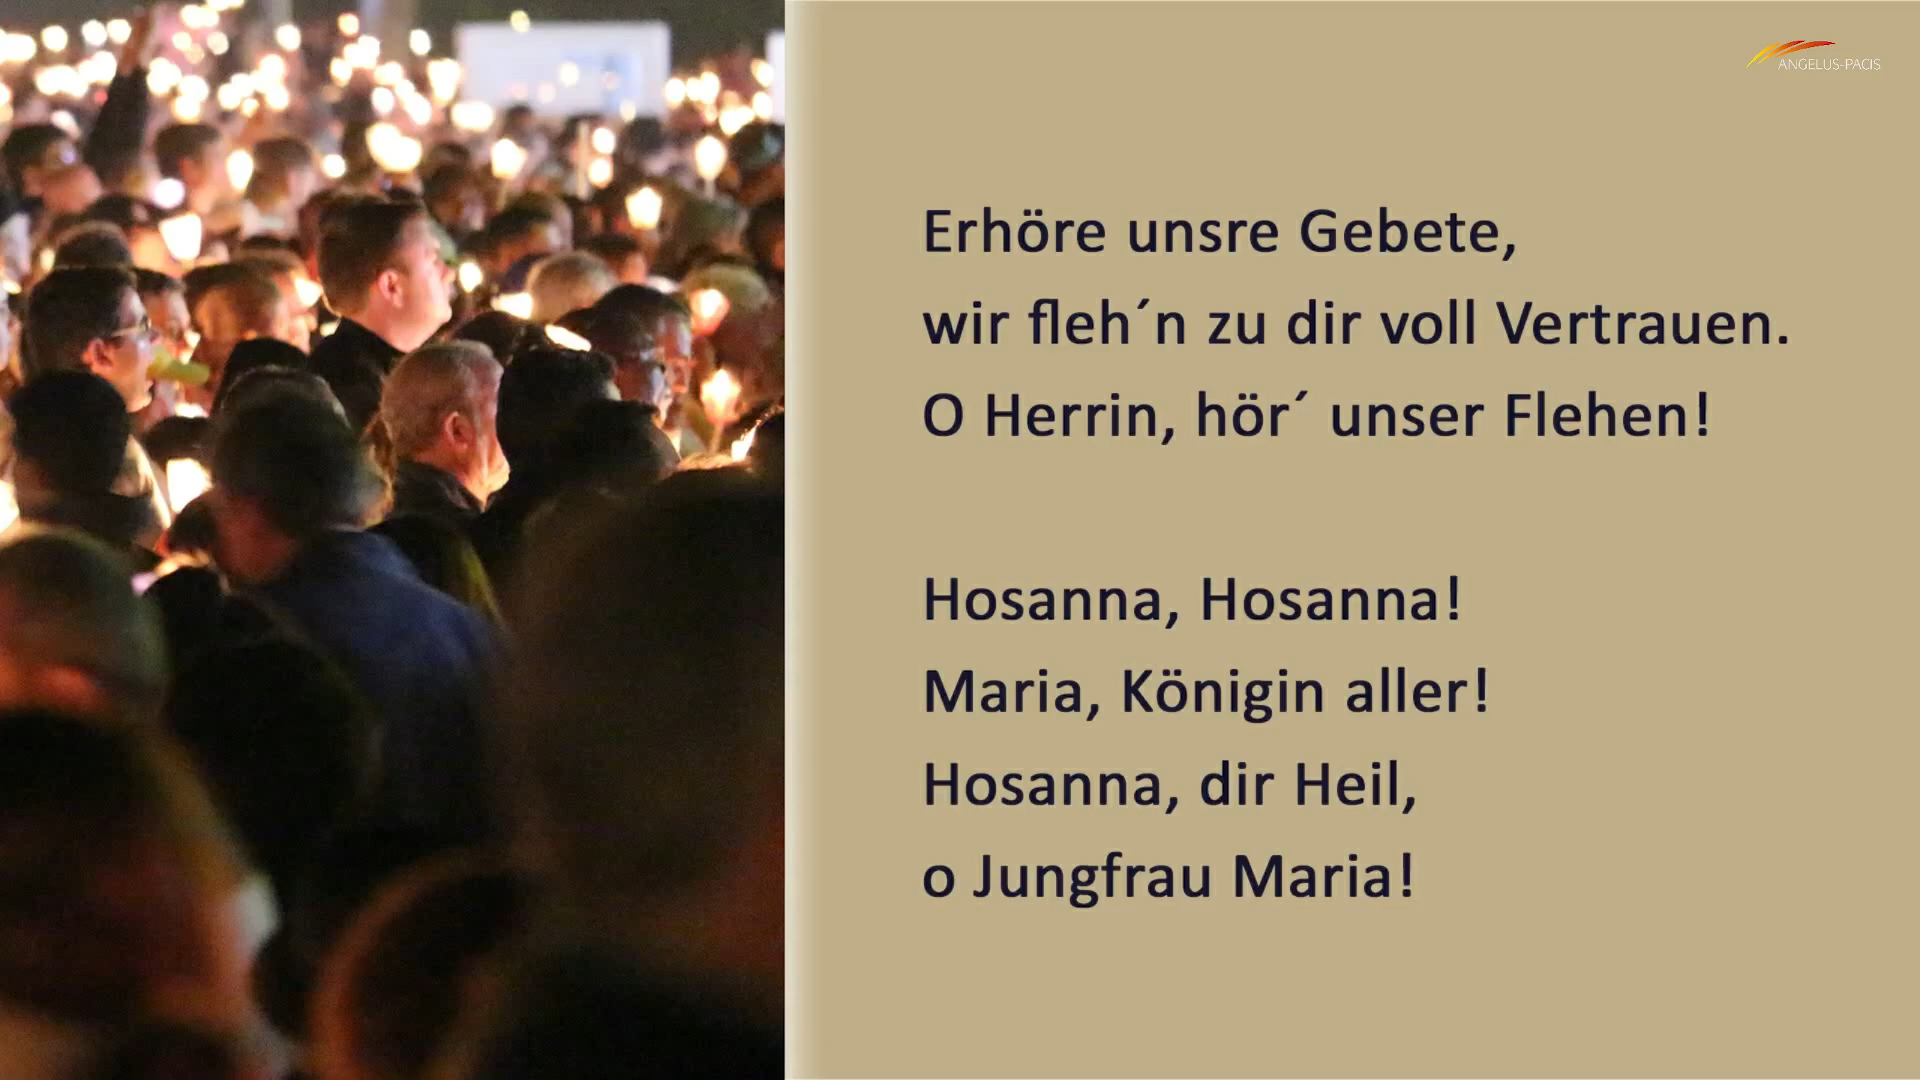 ANGELUS-PACIS
Erhöre unsre Gebete,
wir fleh´n zu dir voll Vertrauen.
O Herrin, hör´ unser Flehen!
Hosanna, Hosanna!
Maria, Königin aller!
Hosanna, dir Heil,
o Jungfrau Maria!